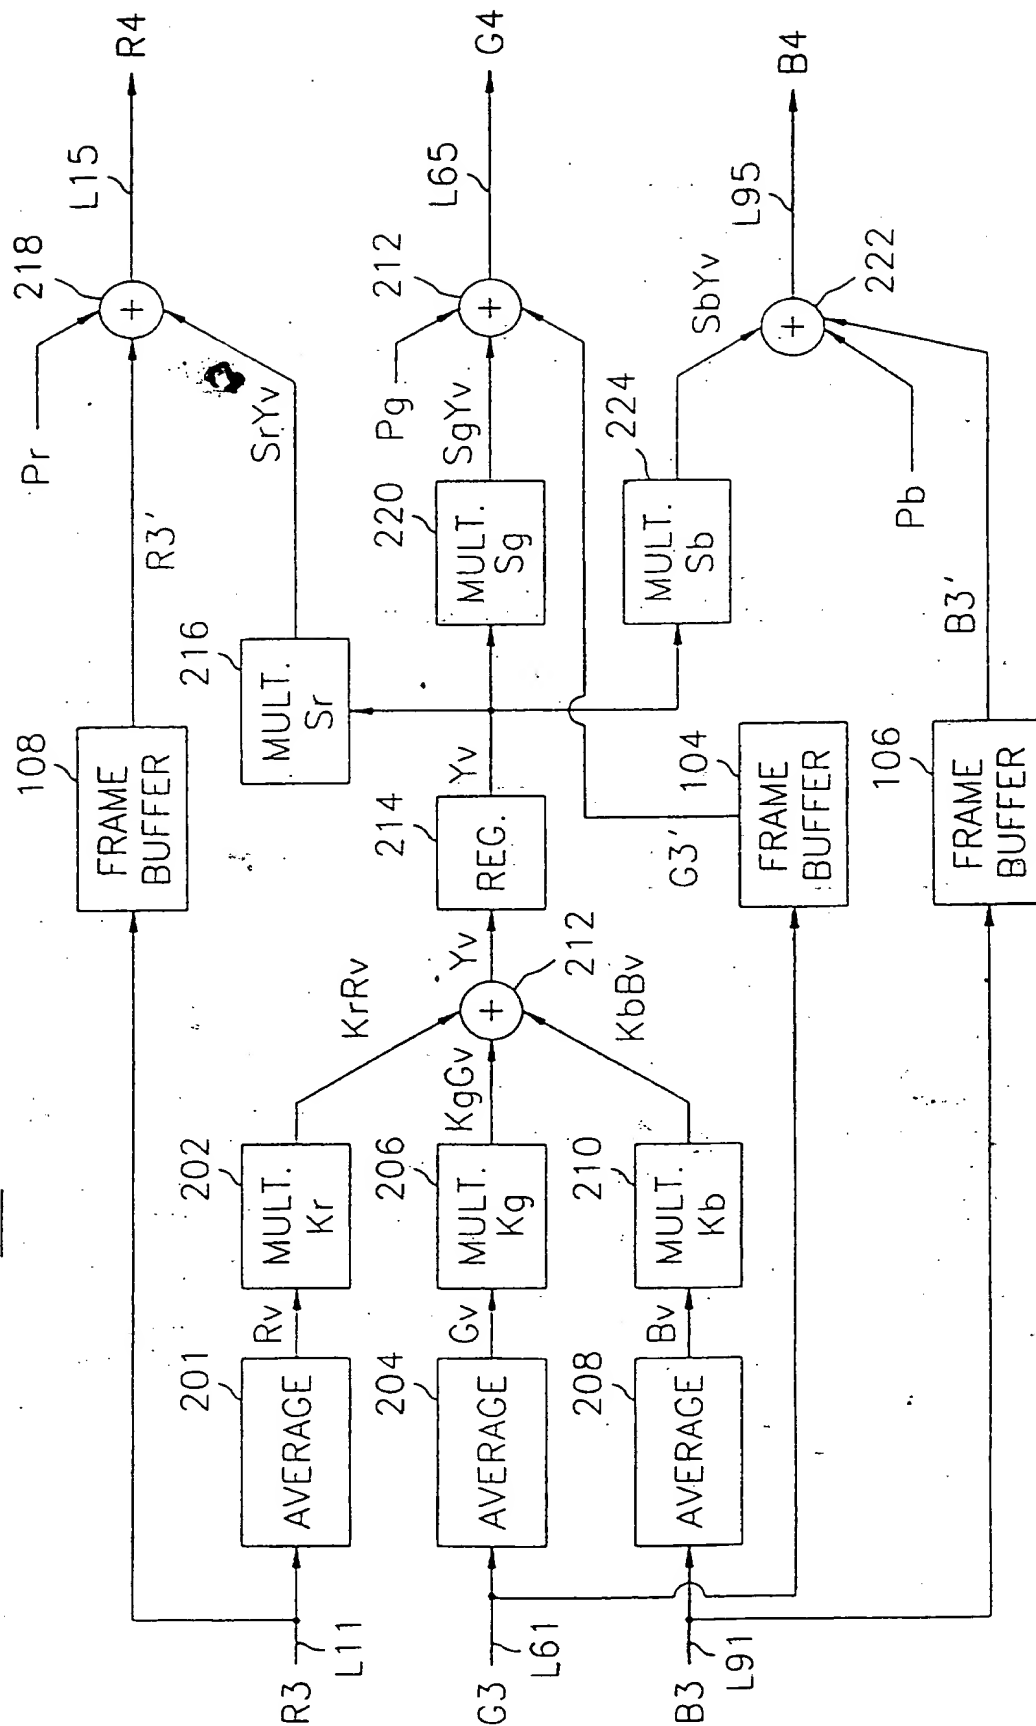 R3
L11
G3
L61
B3
L91
201
AVERAGE
204
AVERAGE
208
AVERAGE
Rv
Gv
Bv
202
MULT.
Kr
206
MULT.
Kg
210
MULT.
Kb
KrRv
KgGv
KbBv
212
Yv
214
REG.
Yv
108
FRAME
BUFFER
104
FRAME
BUFFER
106
FRAME
BUFFER
G3'
216
MULT.
Sr
220
MULT.
Sg
224
MULT.
Sb
R3'
SrYv
SgYv
SbYv
B3'
Pr
Pg
Pb
218
+
212
+
222
+
+
L15
L65
L95
R4
G4
B4